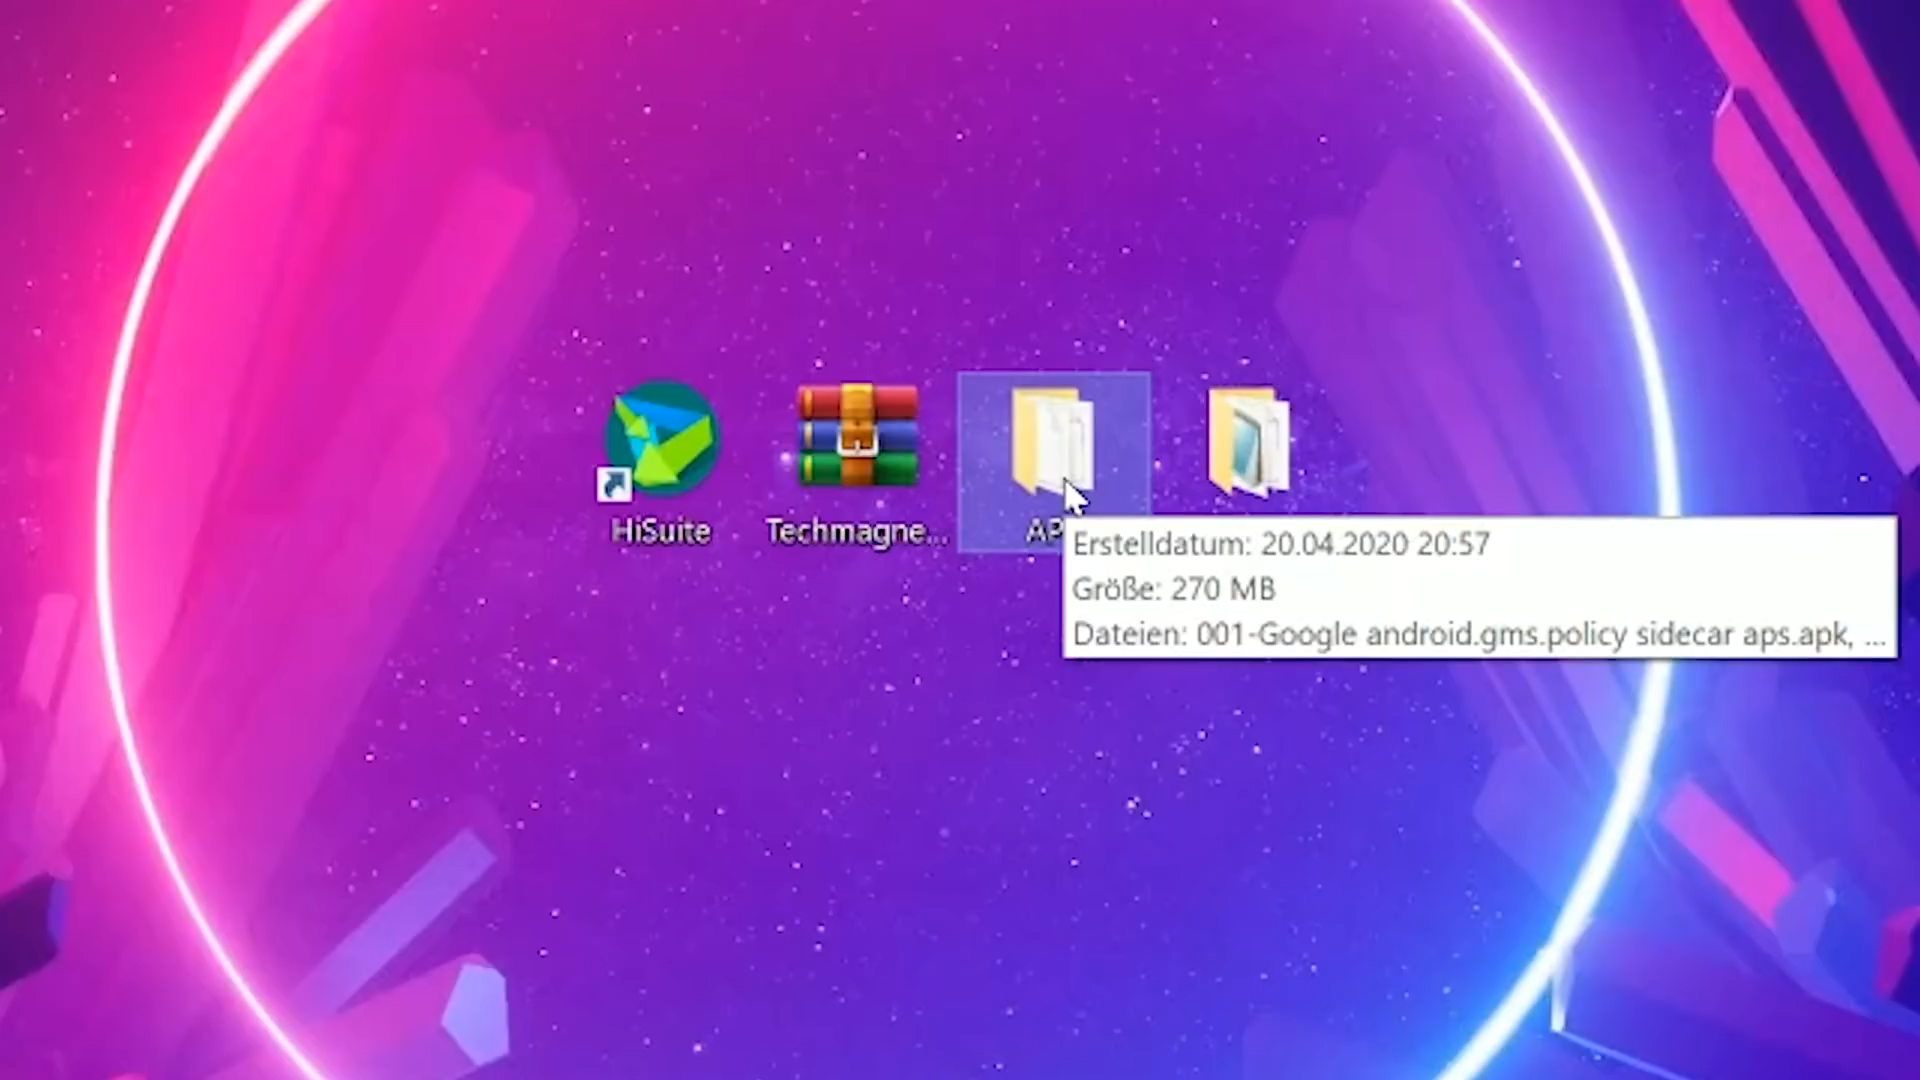 HiSuite
Techmagne...
AP
Erstelldatum: 20.04.2020 20:57
Größe: 270 MB
Dateien: 001-Google android.gms.policy sidecar aps.apk, ...